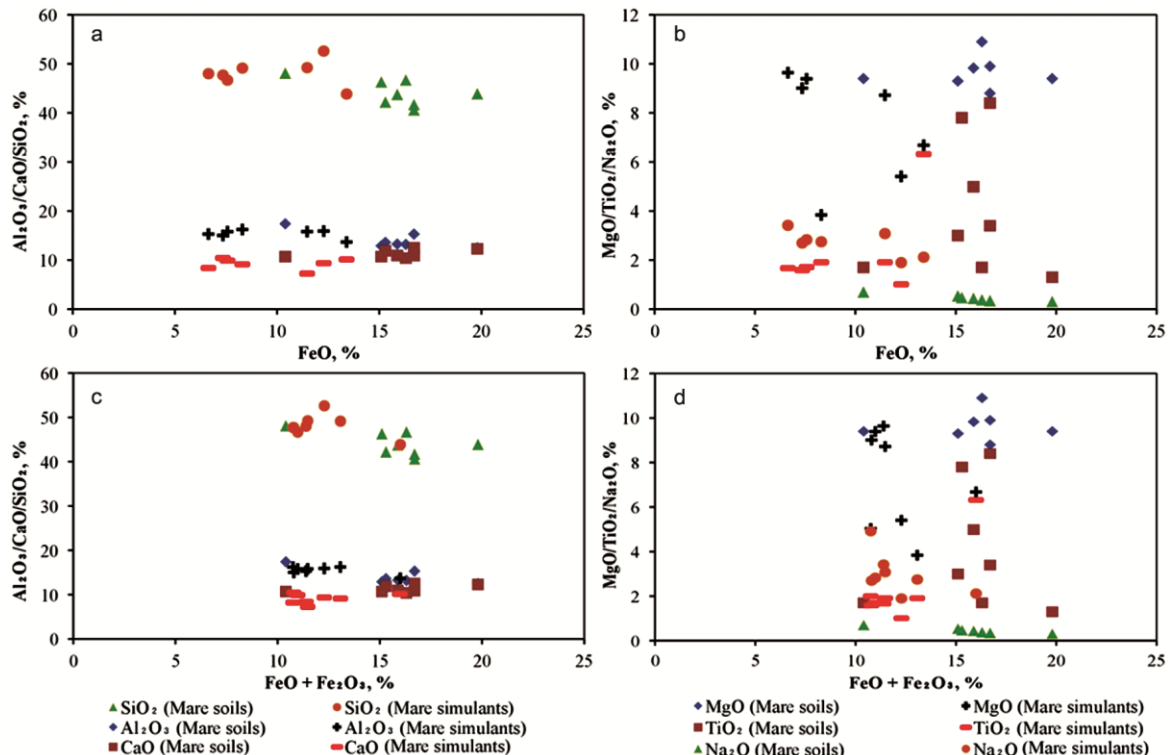 a
60
50
40
30
20
10
0
Al₂O₃/CaO/SiO₂, %
0 5 10 15 20 25
FeO, %
b
12
10
8
6
4
2
0
MgO/TiO₂/Na₂O, %
0 5 10 15 20 25
FeO, %
c
60
50
40
30
20
10
0
Al₂O₃/CaO/SiO₂, %
0 5 10 15 20 25
FeO + Fe₂O₃, %
d
12
10
8
6
4
2
0
MgO/TiO₂/Na₂O, %
0 5 10 15 20 25
FeO + Fe₂O₃, %
SiO₂ (Mare soils) SiO₂ (Mare simulants)
Al₂O₃ (Mare soils) Al₂O₃ (Mare simulants)
CaO (Mare soils) CaO (Mare simulants)
MgO (Mare soils) MgO (Mare simulants)
TiO₂ (Mare soils) TiO₂ (Mare simulants)
Na₂O (Mare soils) Na₂O (Mare simulants)